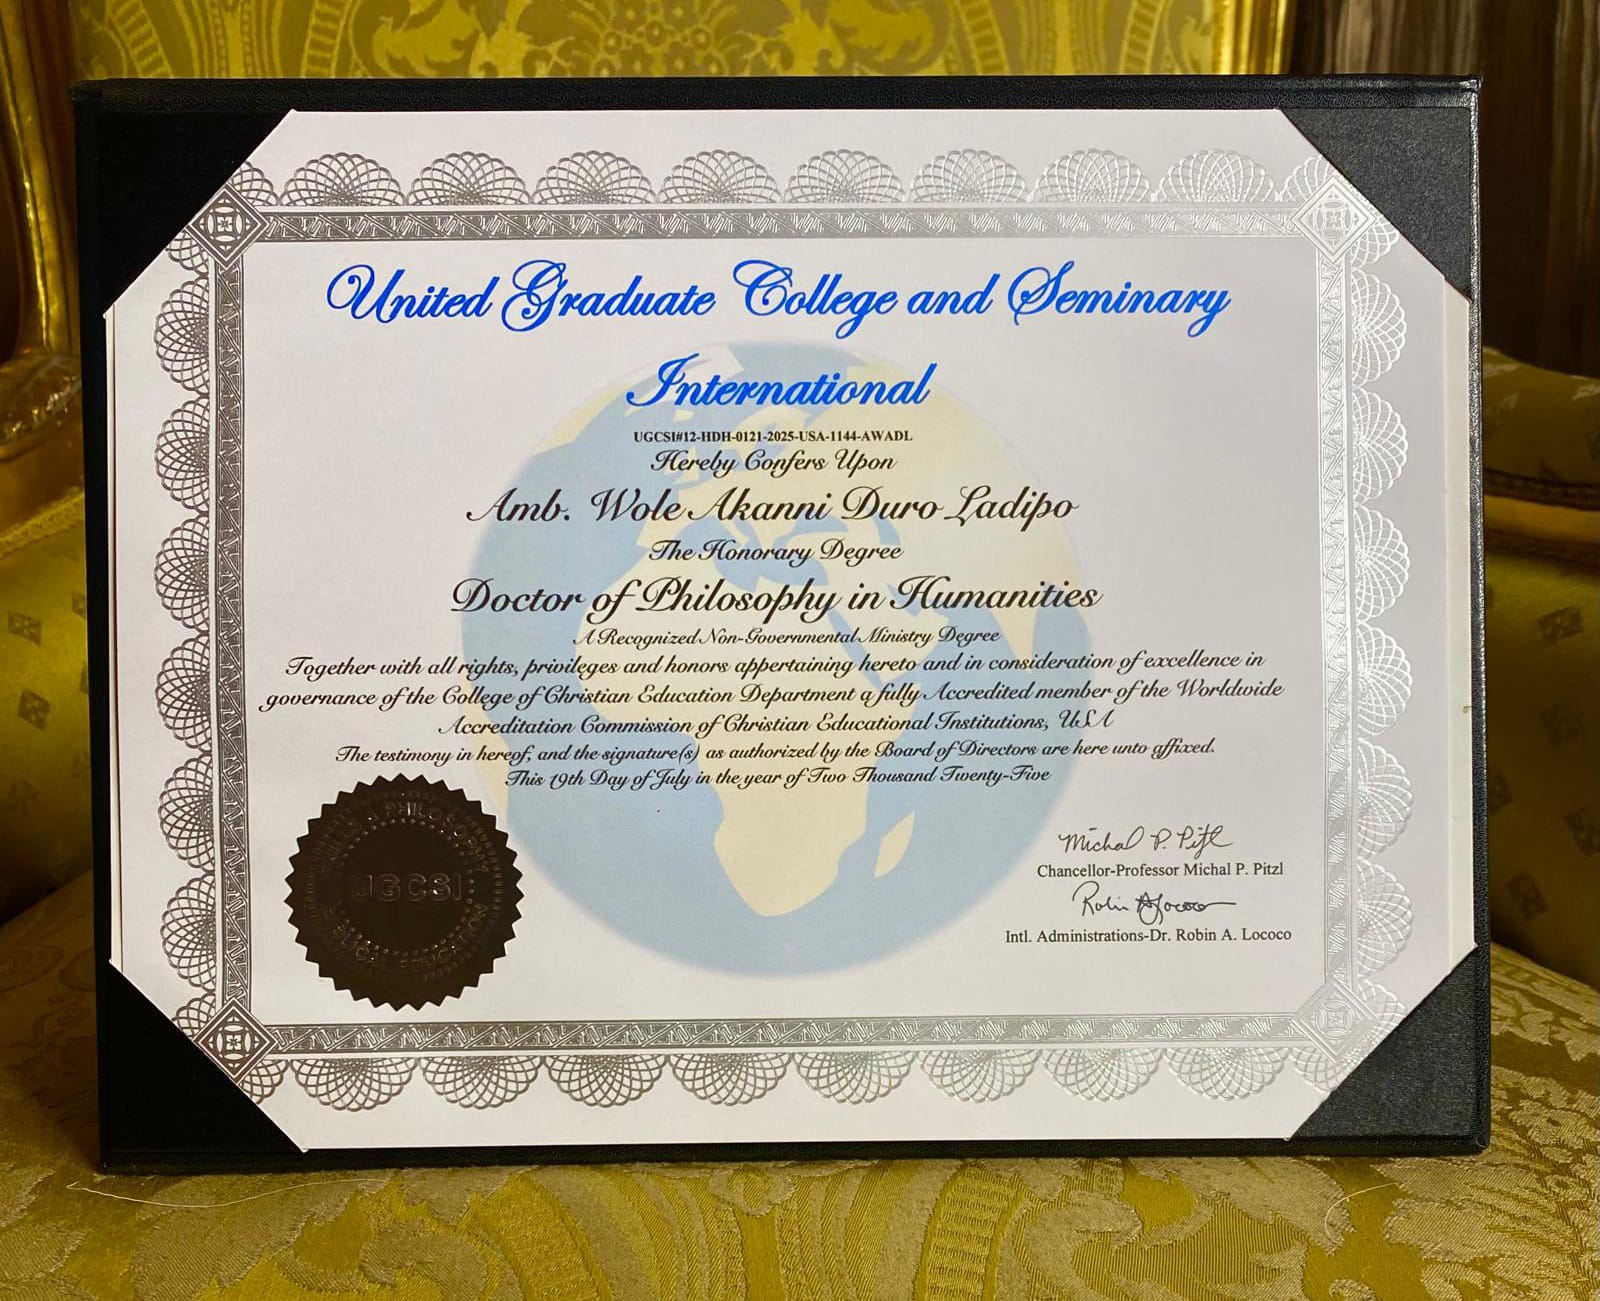 United Graduate College and Seminary
International
UGCSI#12-HDH-0121-2025-USA-1144-AWADL
Hereby Confers Upon
Amb. Wole Akanni Duro Ladipo
The Honorary Degree
Doctor of Philosophy in Humanities
A Recognized Non-Governmental Ministry Degree
Together with all rights, privileges and honors appertaining hereto and in consideration of excellence in
governance of the College of Christian Education Department a fully Accredited member of the Worldwide
Accreditation Commission of Christian Educational Institutions, USA
The testimony in hereof, and the signature(s) as authorized by the Board of Directors are here unto affixed.
This 19th Day of July in the year of Two Thousand Twenty-Five
Michal P. Pitzl
Chancellor-Professor Michal P. Pitzl
Robin A Lococo
Intl. Administrations-Dr. Robin A. Lococo
PHILOSOPHY
UGCSI
EDUCATION